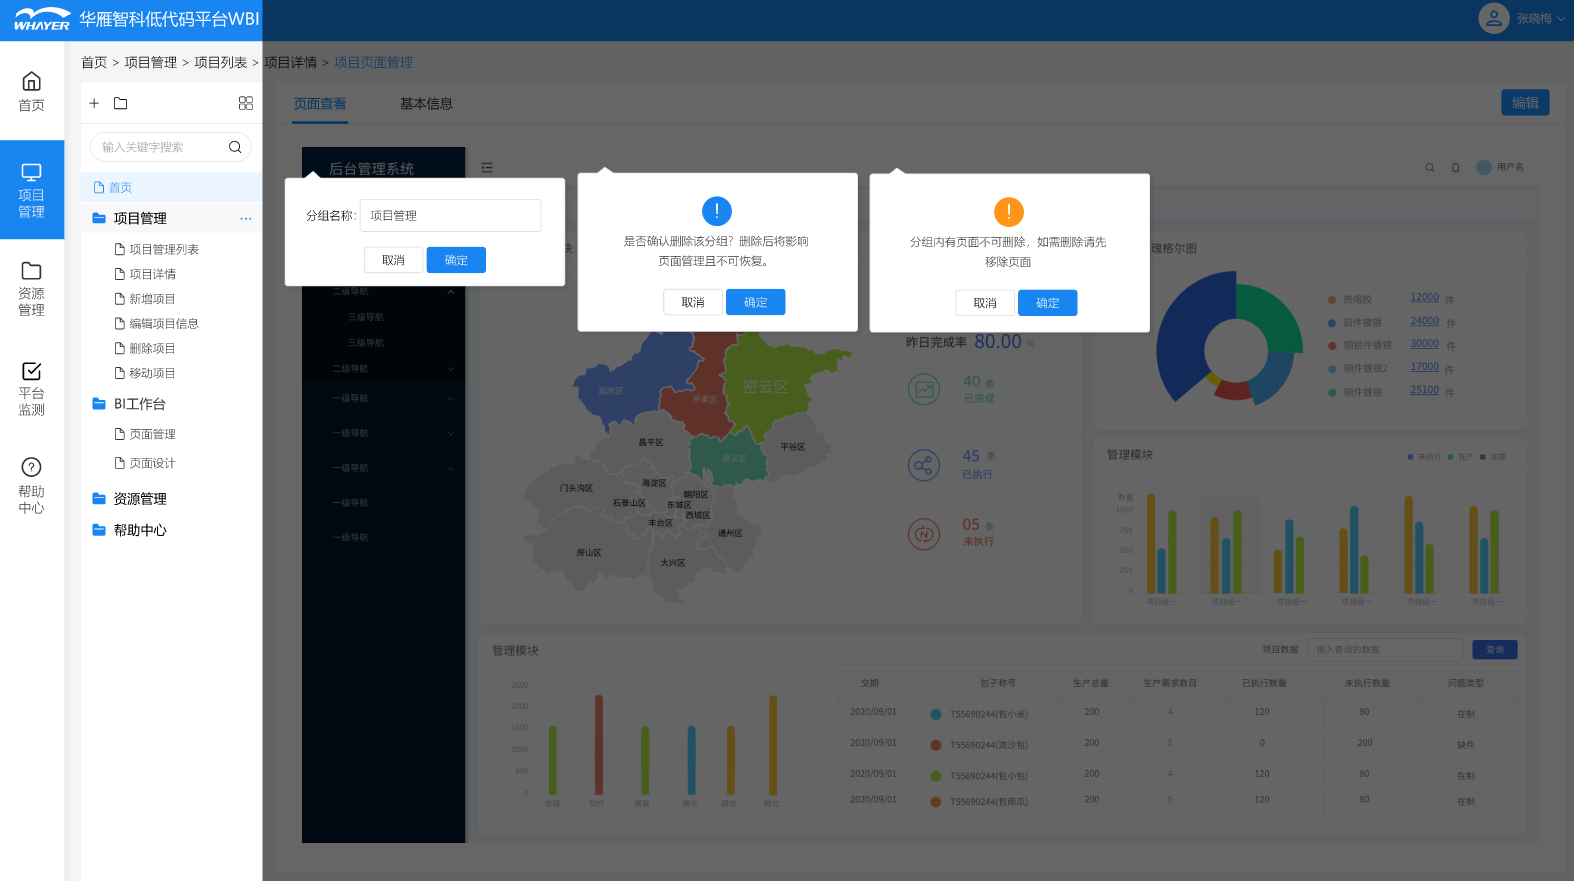 WHAYER 华雁智科低代码平台WBI
张晓梅
首页
项目
管理
资源
管理
平台
监测
帮助
中心
首页 > 项目管理 > 项目列表 > 项目详情 > 项目页面管理
输入关键字搜索
首页
项目管理
项目管理列表
项目详情
新增项目
编辑项目信息
删除项目
移动项目
BI工作台
页面管理
页面设计
资源管理
帮助中心
页面查看 基本信息
编辑
后台管理系统
用户名
分组名称: 项目管理
取消 确定
是否确认删除该分组？删除后将影响
页面管理且不可恢复。
取消 确定
分组内有页面不可删除，如需删除请先
移除页面
取消 确定
二级导航
三级导航
三级导航
二级导航
一级导航
一级导航
一级导航
一级导航
一级导航
块
延庆区
怀柔区
密云区
昌平区
顺义区
平谷区
门头沟区
海淀区
石景山区
朝阳区
东城区
西城区
丰台区
通州区
房山区
大兴区
昨日完成率 80.00 %
40 条
已完成
45 条
已执行
05 条
未执行
瑰格尔图
热熔胶 12000 件
铝件镀银 24000 件
铜铝件镀锡 30000 件
铜件镀银2 17000 件
铜件镀银 25100 件
管理模块
未执行 在产 完成
数量
1000
750
500
250
0
项目组一 项目组一 项目组一 项目组一 项目组一 项目组一
管理模块
项目数据 输入查询的数据 查询
2500
2000
1500
1000
500
0
全部
交期 包子称号 生产总量 生产需求数目 已执行数量 未执行数量 问题类型
2020/09/01 T55690244(包小米) 200 4 120 80 在制
2020/09/01 T55690244(流沙包) 200 5 0 200 缺件
2020/09/01 T55690244(包小包) 200 4 120 80 在制
2020/09/01 T55690244(包南瓜) 200 5 120 80 在制